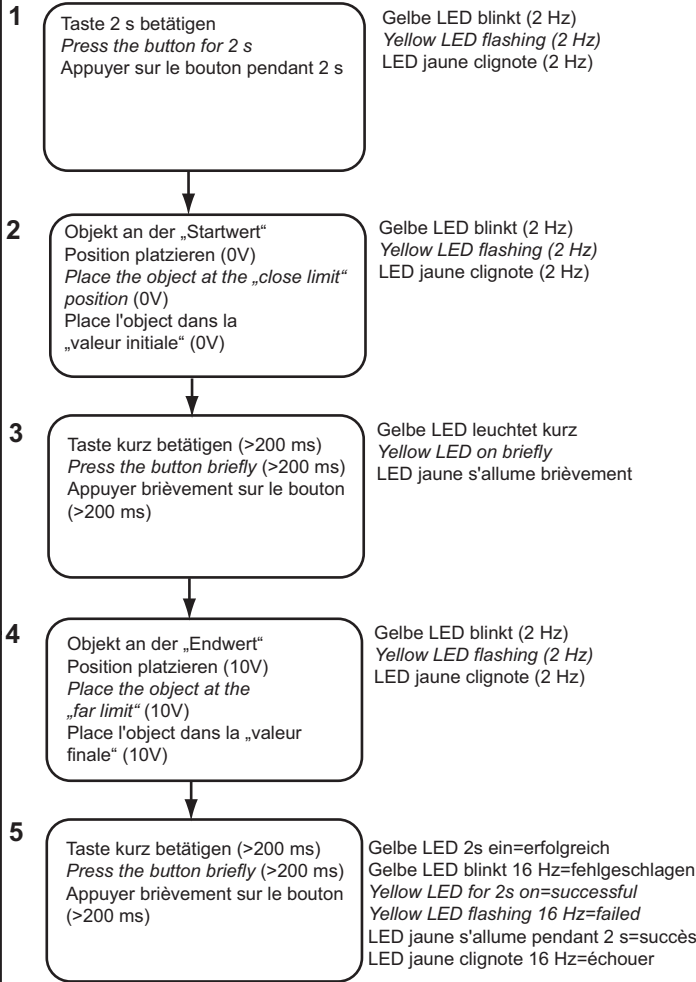 1
Taste 2 s betätigen
Press the button for 2 s
Appuyer sur le bouton pendant 2 s
Gelbe LED blinkt (2 Hz)
Yellow LED flashing (2 Hz)
LED jaune clignote (2 Hz)
2
Objekt an der „Startwert“
Position platzieren (0V)
Place the object at the „close limit“
position (0V)
Place l'object dans la
„valeur initiale“ (0V)
Gelbe LED blinkt (2 Hz)
Yellow LED flashing (2 Hz)
LED jaune clignote (2 Hz)
3
Taste kurz betätigen (>200 ms)
Press the button briefly (>200 ms)
Appuyer brièvement sur le bouton
(>200 ms)
Gelbe LED leuchtet kurz
Yellow LED on briefly
LED jaune s'allume brièvement
4
Objekt an der „Endwert“
Position platzieren (10V)
Place the object at the
„far limit“ (10V)
Place l'object dans la „valeur
finale“ (10V)
Gelbe LED blinkt (2 Hz)
Yellow LED flashing (2 Hz)
LED jaune clignote (2 Hz)
5
Taste kurz betätigen (>200 ms)
Press the button briefly (>200 ms)
Appuyer brièvement sur le bouton
(>200 ms)
Gelbe LED 2s ein=erfolgreich
Gelbe LED blinkt 16 Hz=fehlgeschlagen
Yellow LED for 2s on=successful
Yellow LED flashing 16 Hz=failed
LED jaune s'allume pendant 2 s=succès
LED jaune clignote 16 Hz=échouer